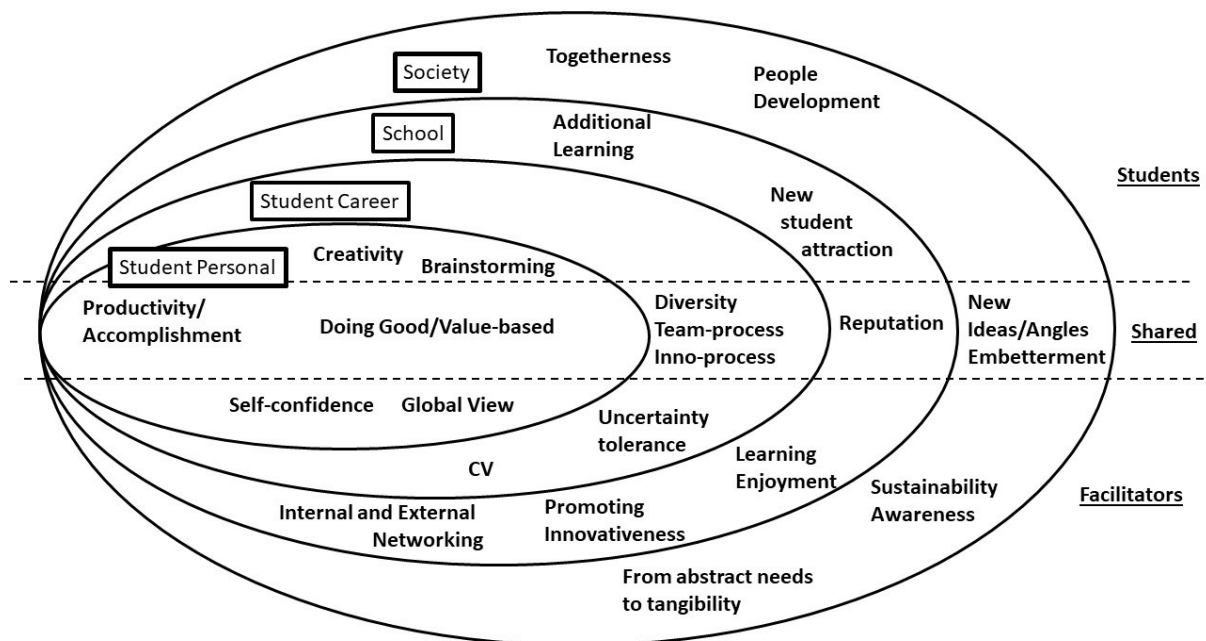 Society
Togetherness
People
Development
School
Additional
Learning
Students
Student Career
New
student
attraction
Student Personal
Creativity
Brainstorming
Productivity/
Accomplishment
Doing Good/Value-based
Diversity
Team-process
Inno-process
Reputation
New
Ideas/Angles
Embetterment
Shared
Self-confidence
Global View
Uncertainty
tolerance
CV
Learning
Enjoyment
Sustainability
Awareness
Facilitators
Internal and External
Networking
Promoting
Innovativeness
From abstract needs
to tangibility